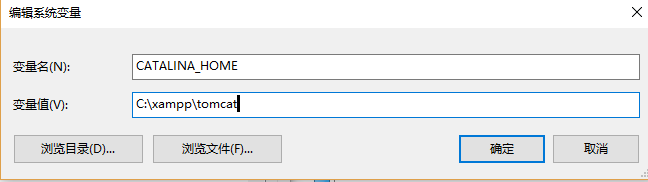 编辑系统变量
变量名(N): CATALINA_HOME
变量值(V): C:\xampp\tomcat
浏览目录(D)... 浏览文件(F)... 确定 取消